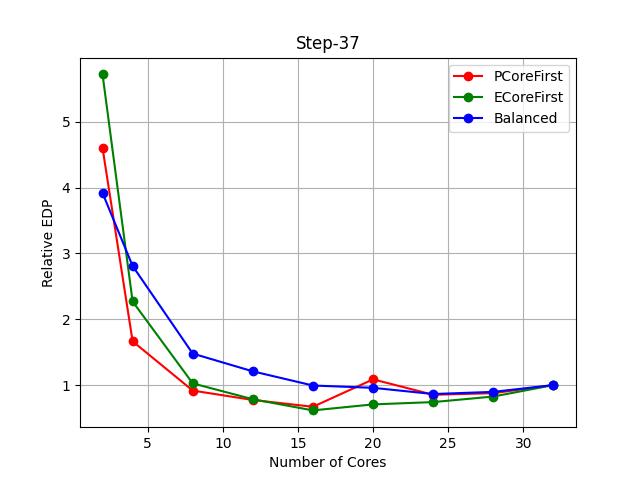 Step-37
PCoreFirst
ECoreFirst
Balanced
Relative EDP
5
4
3
2
1
5 10 15 20 25 30
Number of Cores